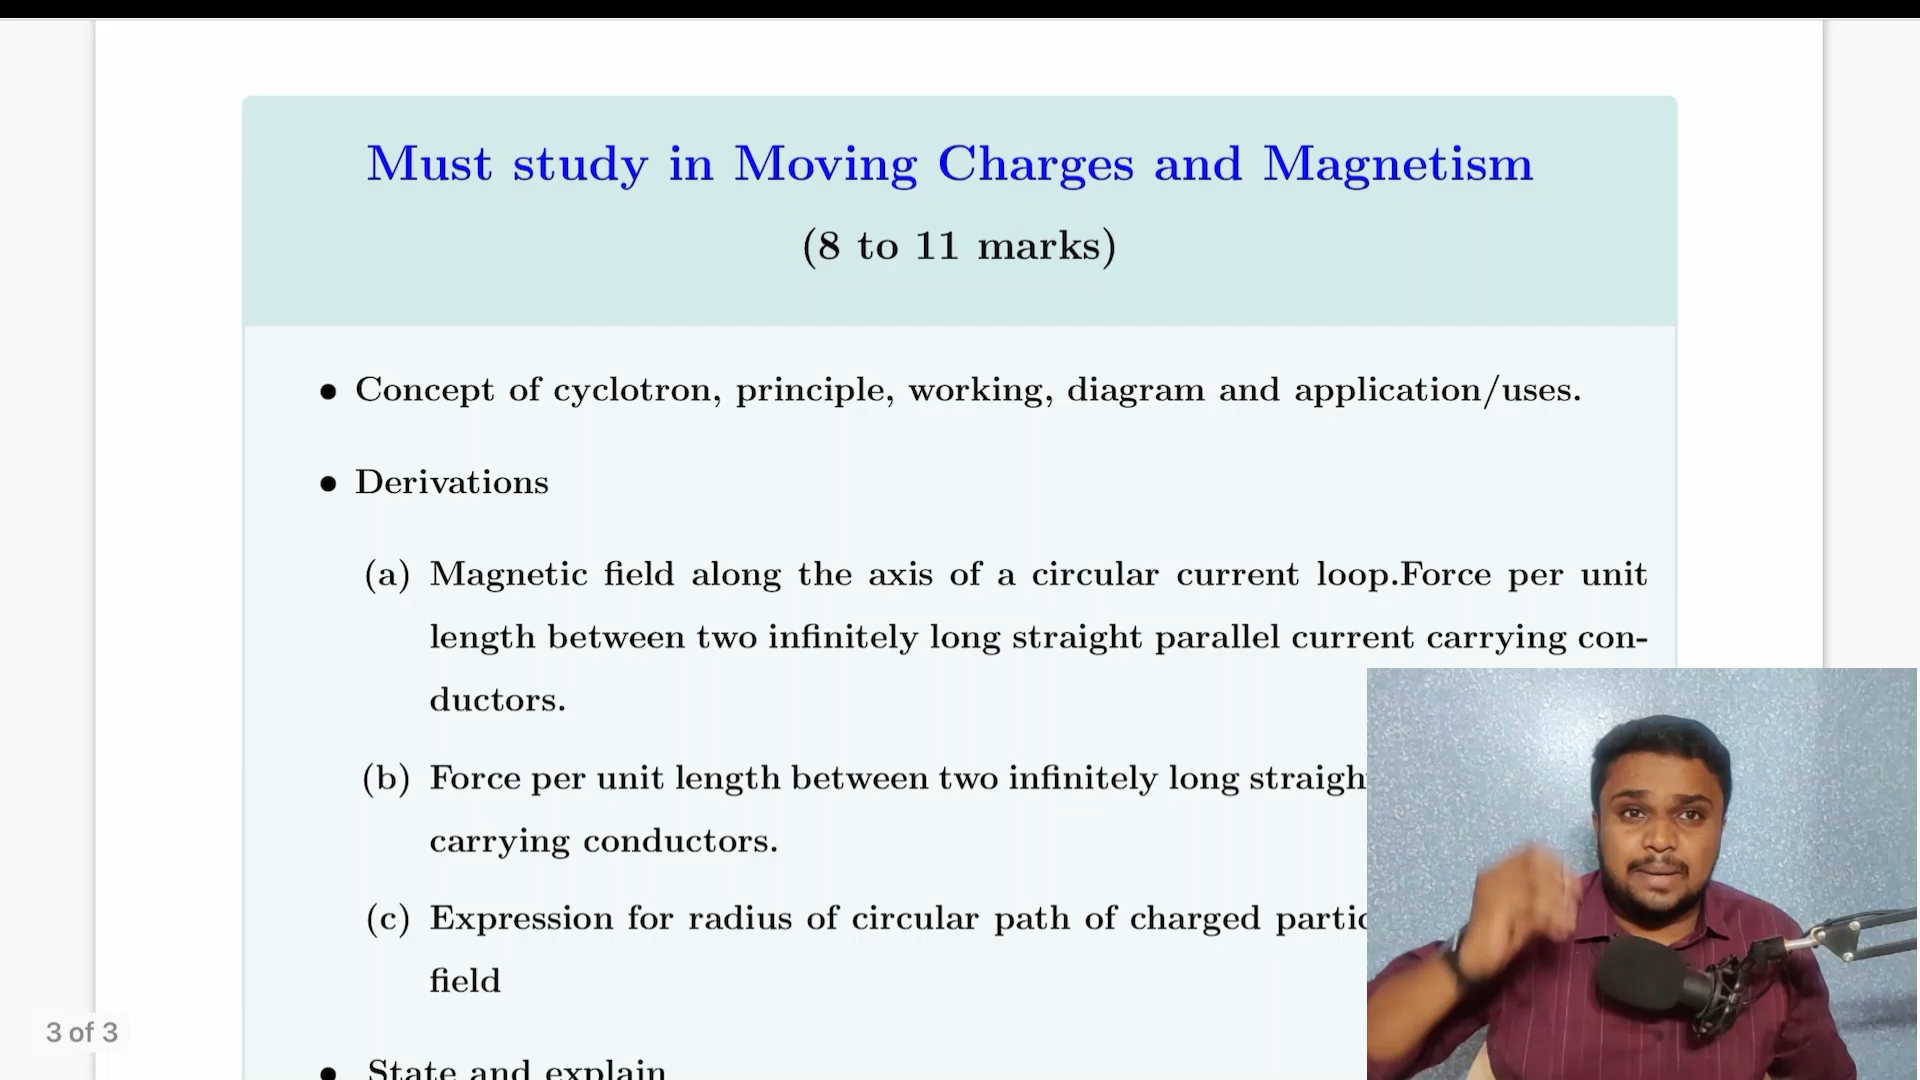 Must study in Moving Charges and Magnetism
(8 to 11 marks)
• Concept of cyclotron, principle, working, diagram and application/uses.
• Derivations
(a) Magnetic field along the axis of a circular current loop.Force per unit
length between two infinitely long straight parallel current carrying con-
ductors.
(b) Force per unit length between two infinitely long straigh
carrying conductors.
(c) Expression for radius of circular path of charged partic
field
• State and explain
3 of 3